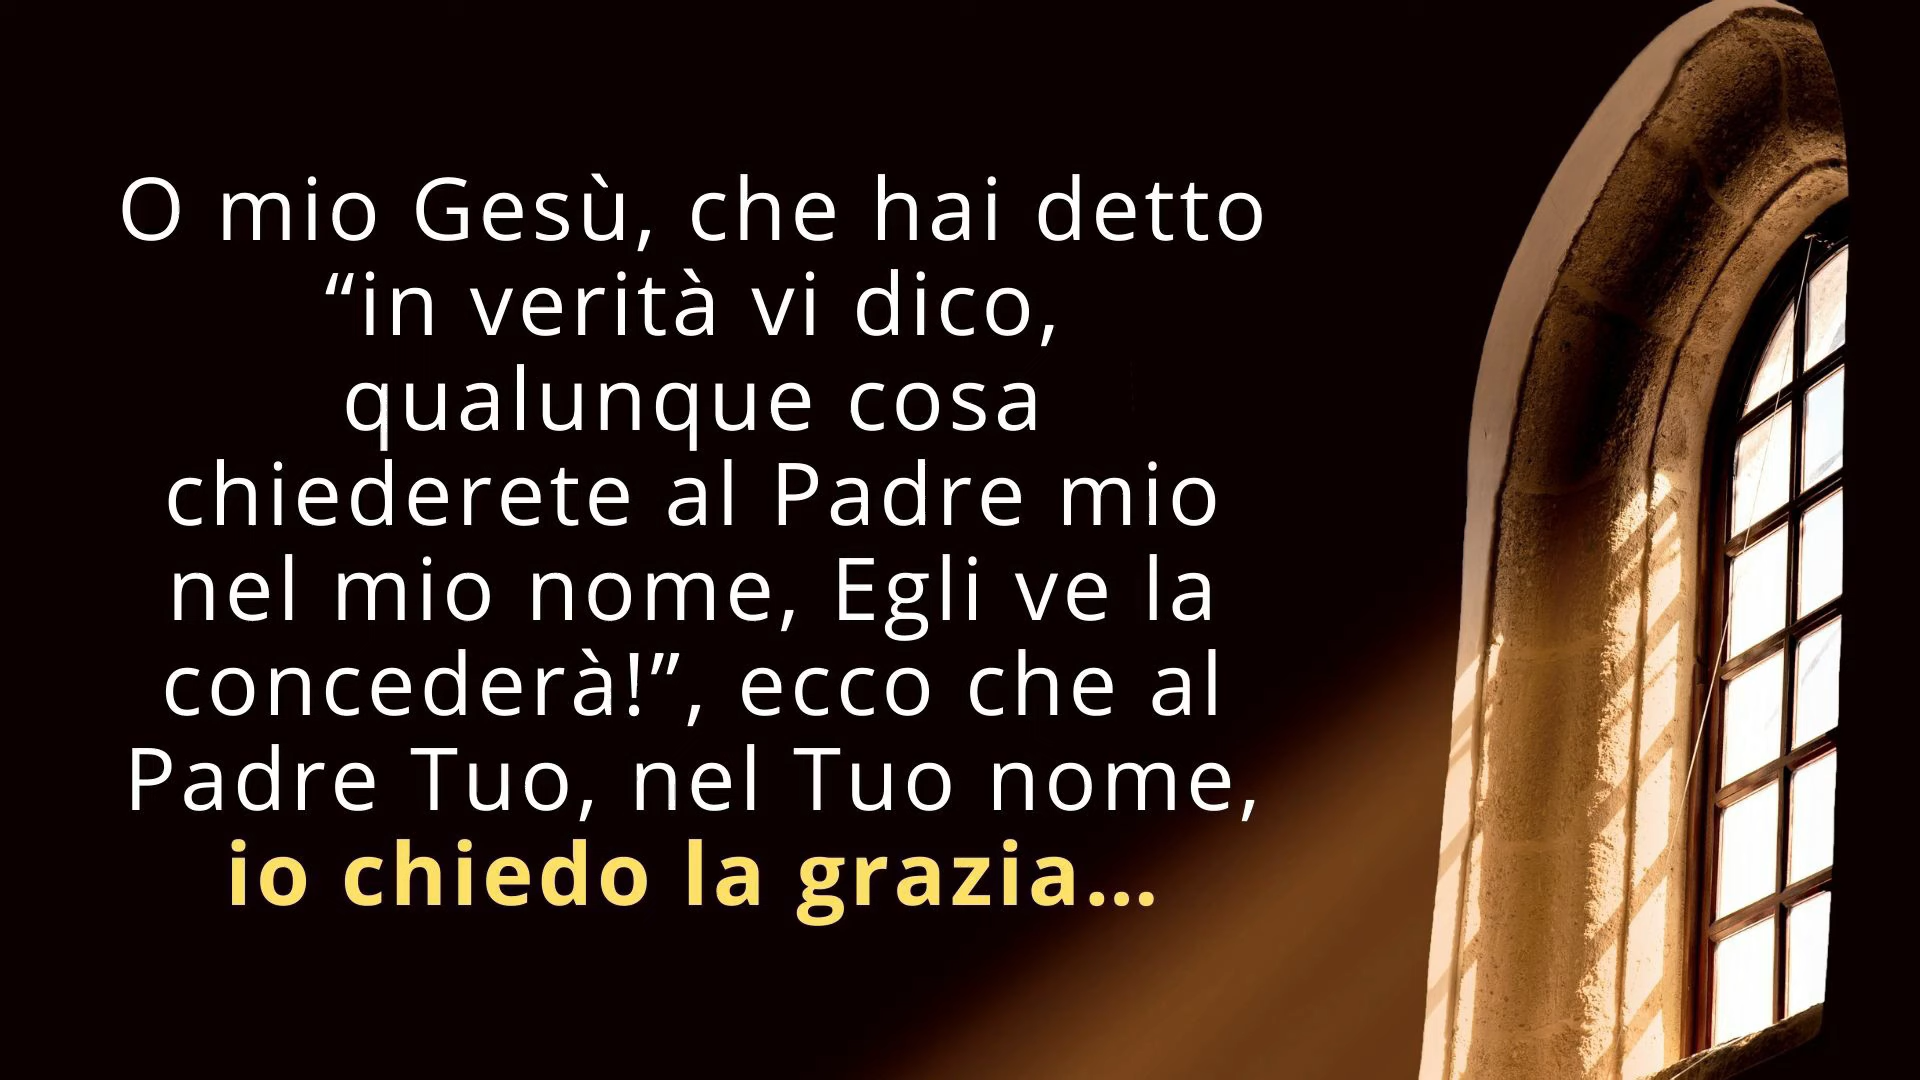 O mio Gesù, che hai detto
“in verità vi dico,
qualunque cosa
chiederete al Padre mio
nel mio nome, Egli ve la
concederà!”, ecco che al
Padre Tuo, nel Tuo nome,
io chiedo la grazia...